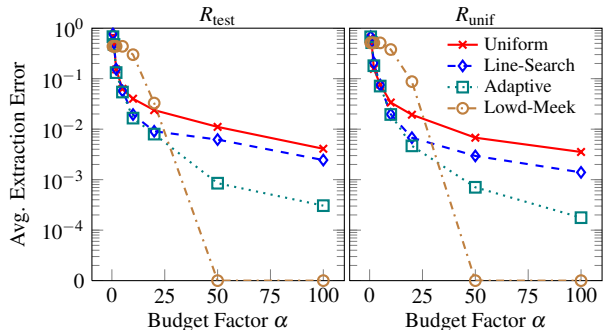 R_test
R_unif
Avg. Extraction Error
10^0
10^−1
10^−2
10^−3
10^−4
0
Uniform
Line-Search
Adaptive
Lowd-Meek
0 25 50 75 100
0 25 50 75 100
Budget Factor α
Budget Factor α